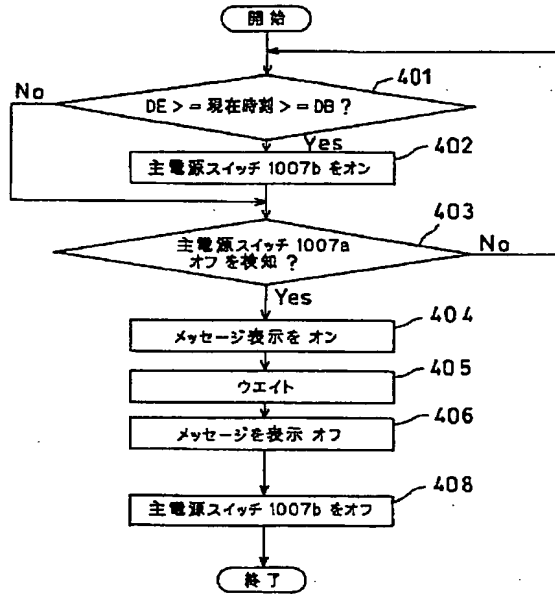 開始
401
No
DE>=現在時刻>=DB?
Yes
402
主電源スイッチ 1007b をオン
403
主電源スイッチ 1007a
オフを検知?
No
Yes
404
メッセージ表示を オン
405
ウエイト
406
メッセージを表示 オフ
408
主電源スイッチ 1007b をオフ
終了